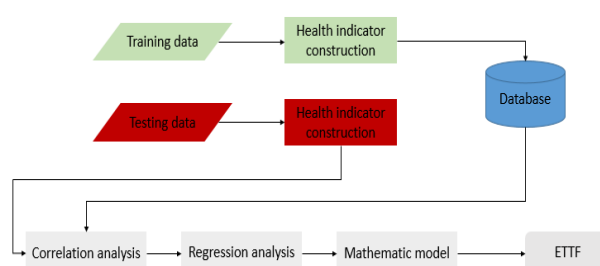 Training data
Health indicator
construction
Database
Testing data
Health indicator
construction
Correlation analysis
Regression analysis
Mathematic model
ETTF